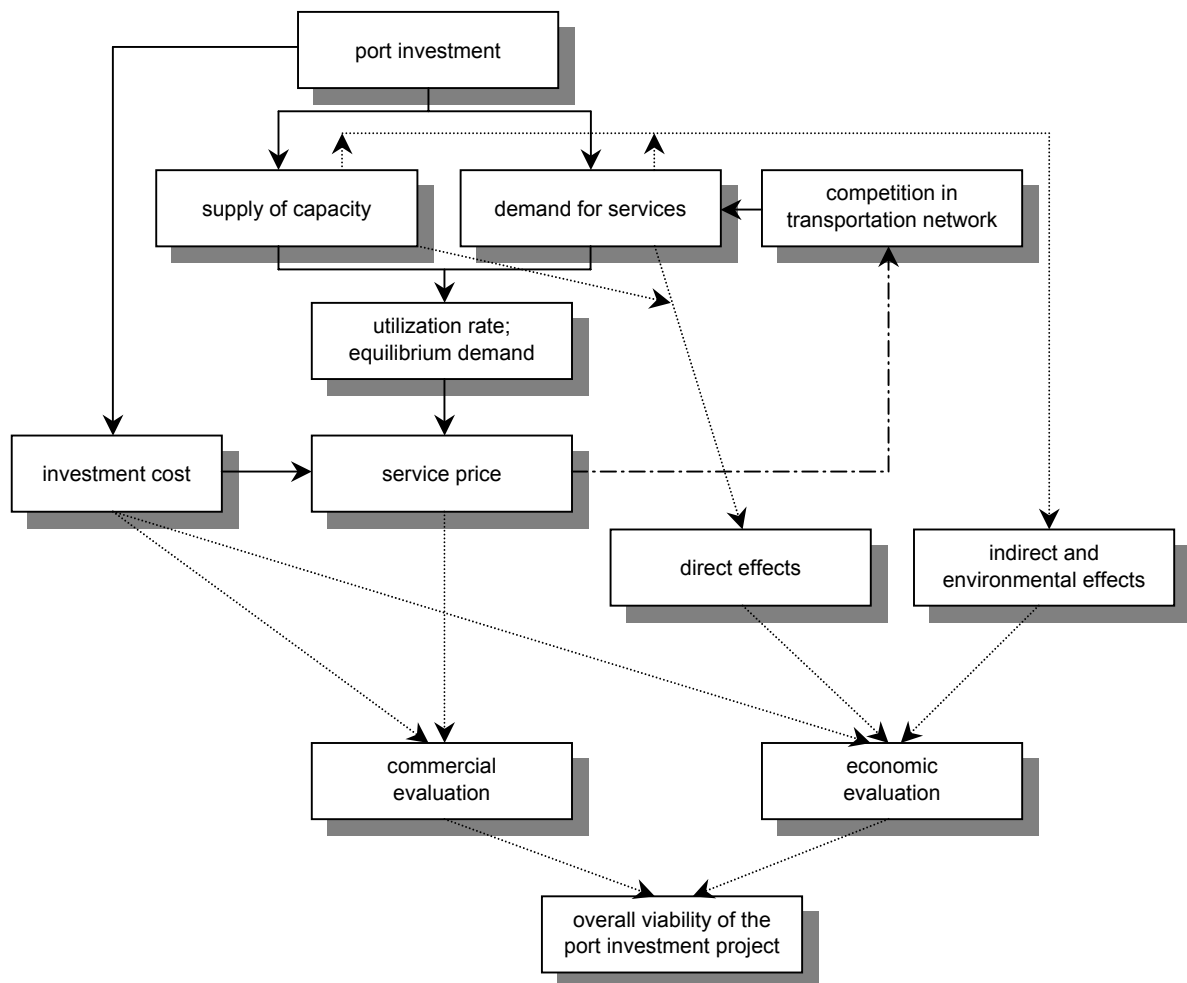 port investment
supply of capacity
demand for services
competition in
transportation network
utilization rate;
equilibrium demand
investment cost
service price
direct effects
indirect and
environmental effects
commercial
evaluation
economic
evaluation
overall viability of the
port investment project